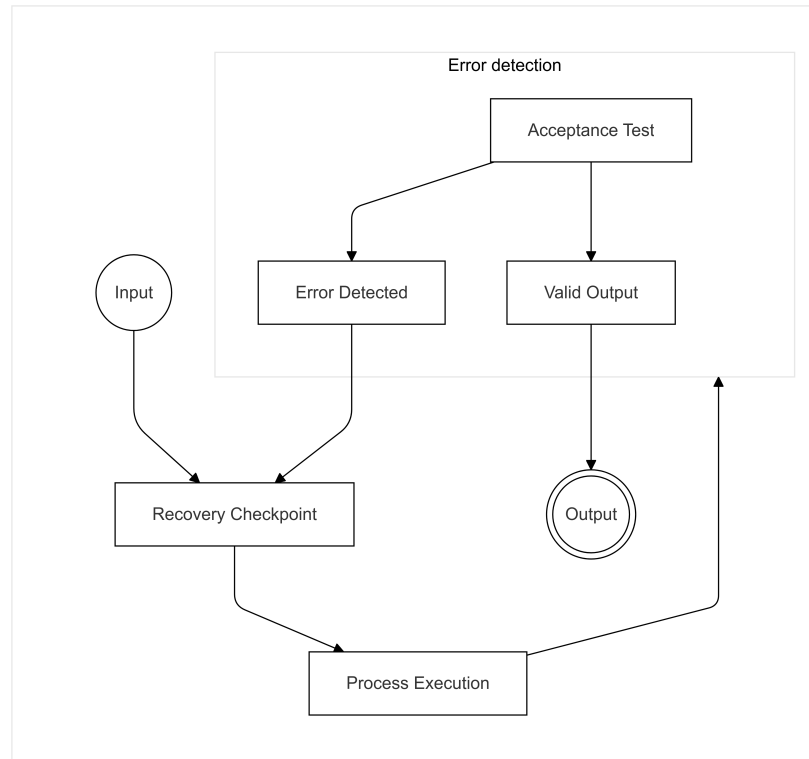 Error detection
Acceptance Test
Input
Error Detected
Valid Output
Recovery Checkpoint
Output
Process Execution